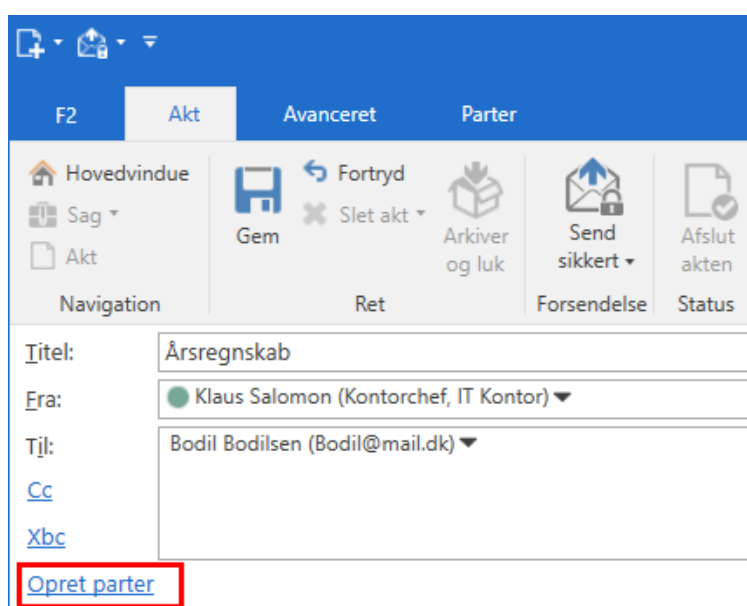 F2 Akt Avanceret Parter
Hovedvindue
Sag
Akt
Navigation
Gem
Fortryd
Slet akt
Arkiver
og luk
Ret
Send
sikkert
Forsendelse
Afslut
akten
Status
Titel: Årsregnskab
Fra: Klaus Salomon (Kontorchef, IT Kontor)
Til: Bodil Bodilsen (Bodil@mail.dk)
Cc
Xbc
Opret parter